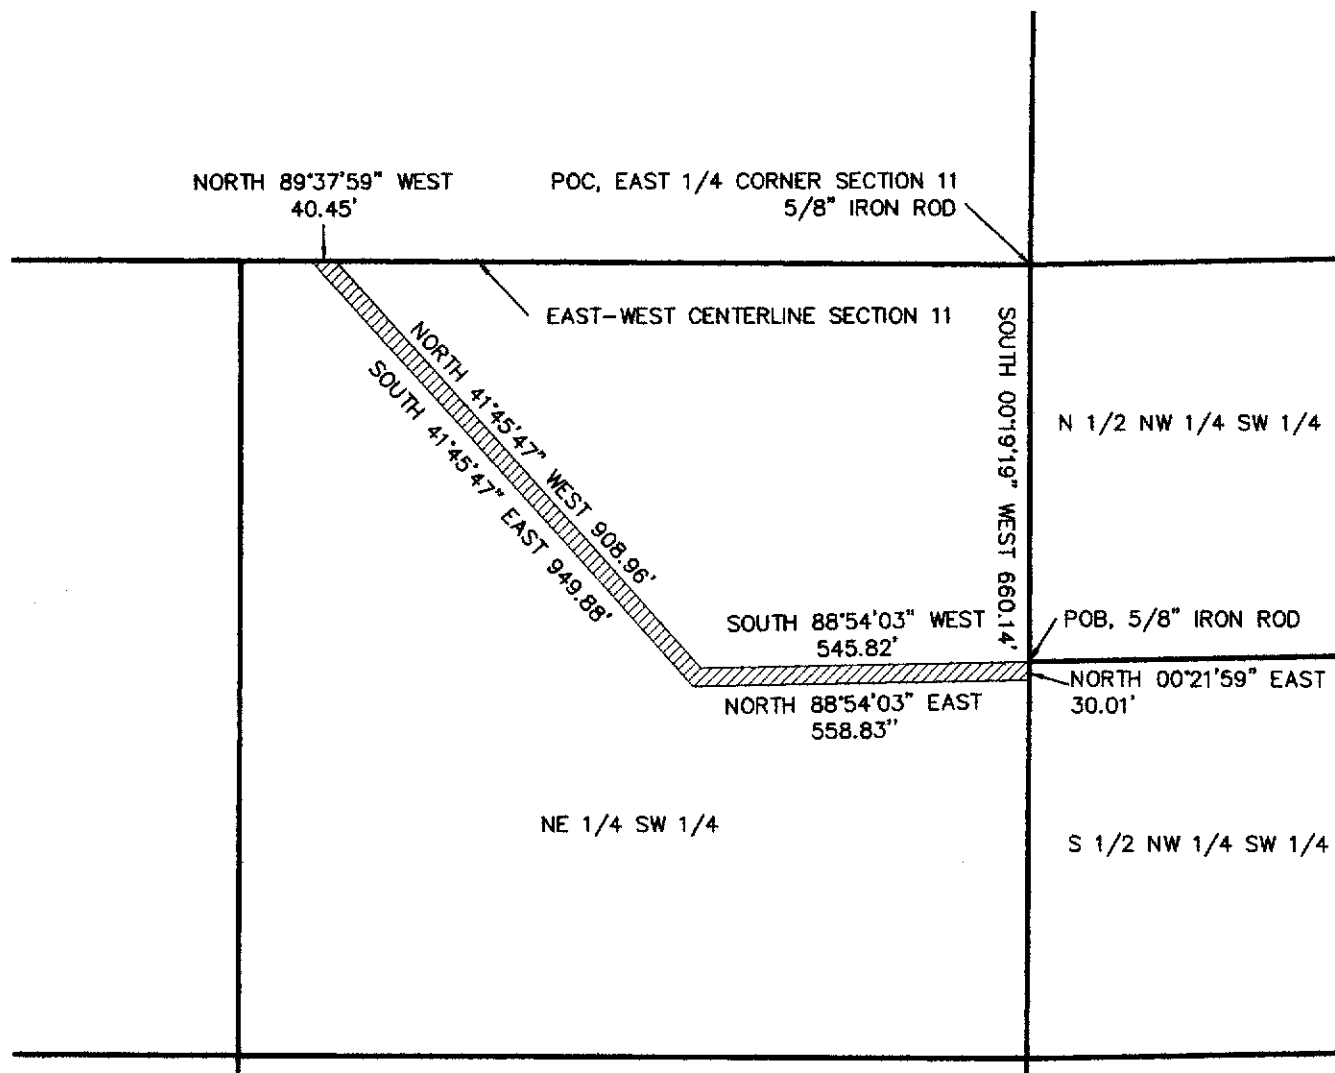 NORTH 89°37'59" WEST
40.45'
POC, EAST 1/4 CORNER SECTION 11
5/8" IRON ROD
EAST-WEST CENTERLINE SECTION 11
NORTH 41°45'47" WEST 908.96'
SOUTH 41°45'47" EAST 949.88'
SOUTH 00°19'19" WEST 660.14'
N 1/2 NW 1/4 SW 1/4
SOUTH 88°54'03" WEST
545.82'
POB, 5/8" IRON ROD
NORTH 00°21'59" EAST
30.01'
NORTH 88°54'03" EAST
558.83"
NE 1/4 SW 1/4
S 1/2 NW 1/4 SW 1/4